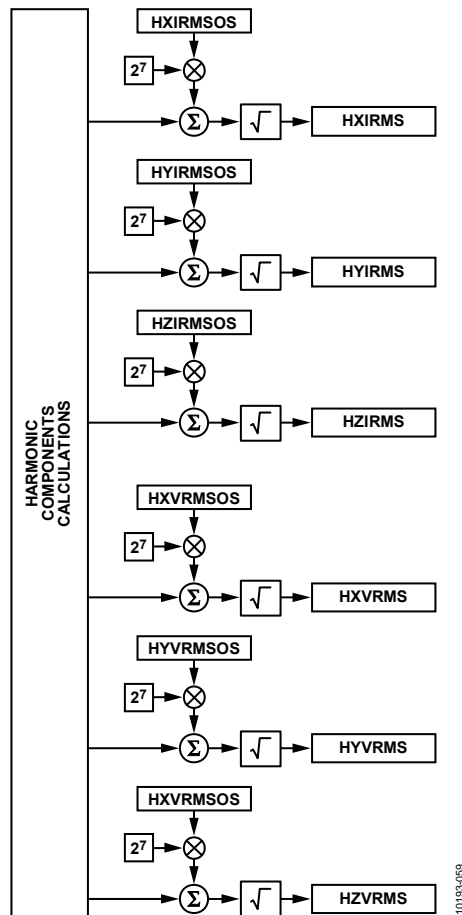 HARMONIC
COMPONENTS
CALCULATIONS
HXIRMSOS
2⁷
Σ
√
HXIRMS
HYIRMSOS
2⁷
Σ
√
HYIRMS
HZIRMSOS
2⁷
Σ
√
HZIRMS
HXVRMSOS
2⁷
Σ
√
HXVRMS
HYVRMSOS
2⁷
Σ
√
HYVRMS
HXVRMSOS
2⁷
Σ
√
HZVRMS
10193-059